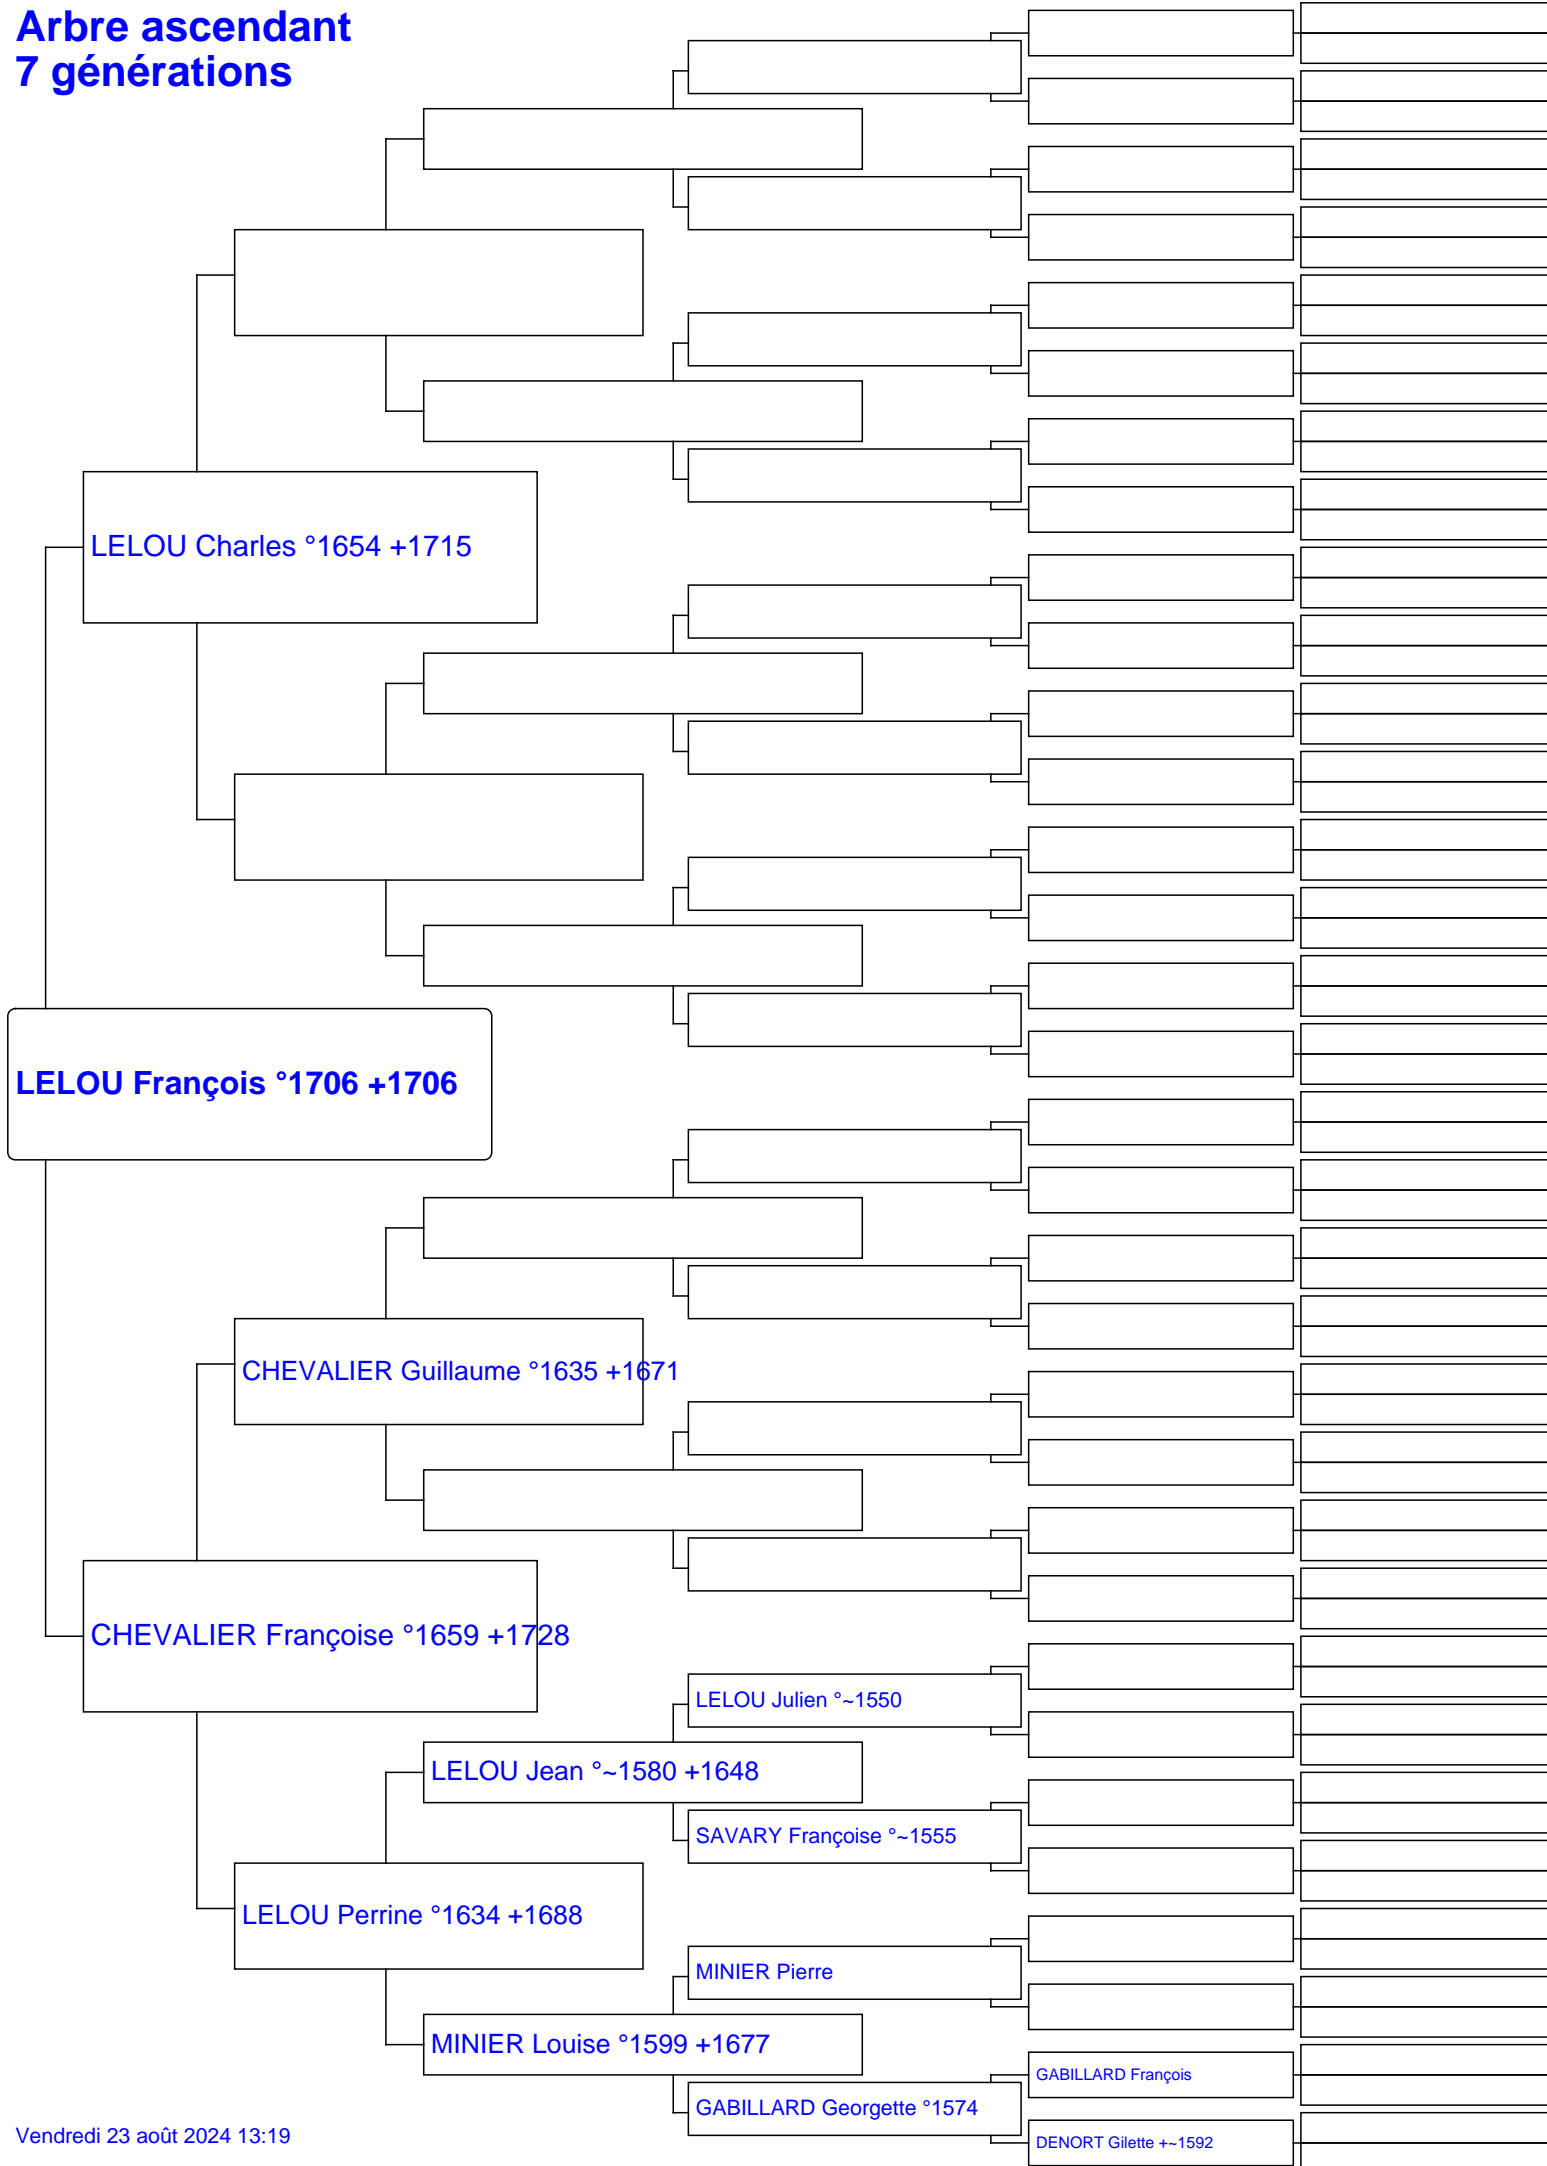 Arbre ascendant
7 générations
LELOU Charles °1654 +1715
LELOU François °1706 +1706
CHEVALIER Guillaume °1635 +1671
CHEVALIER Françoise °1659 +1728
LELOU Julien °~1550
LELOU Jean °~1580 +1648
SAVARY Françoise °~1555
LELOU Perrine °1634 +1688
MINIER Pierre
MINIER Louise °1599 +1677
GABILLARD François
GABILLARD Georgette °1574
DENORT Gilette +~1592
Vendredi 23 août 2024 13:19